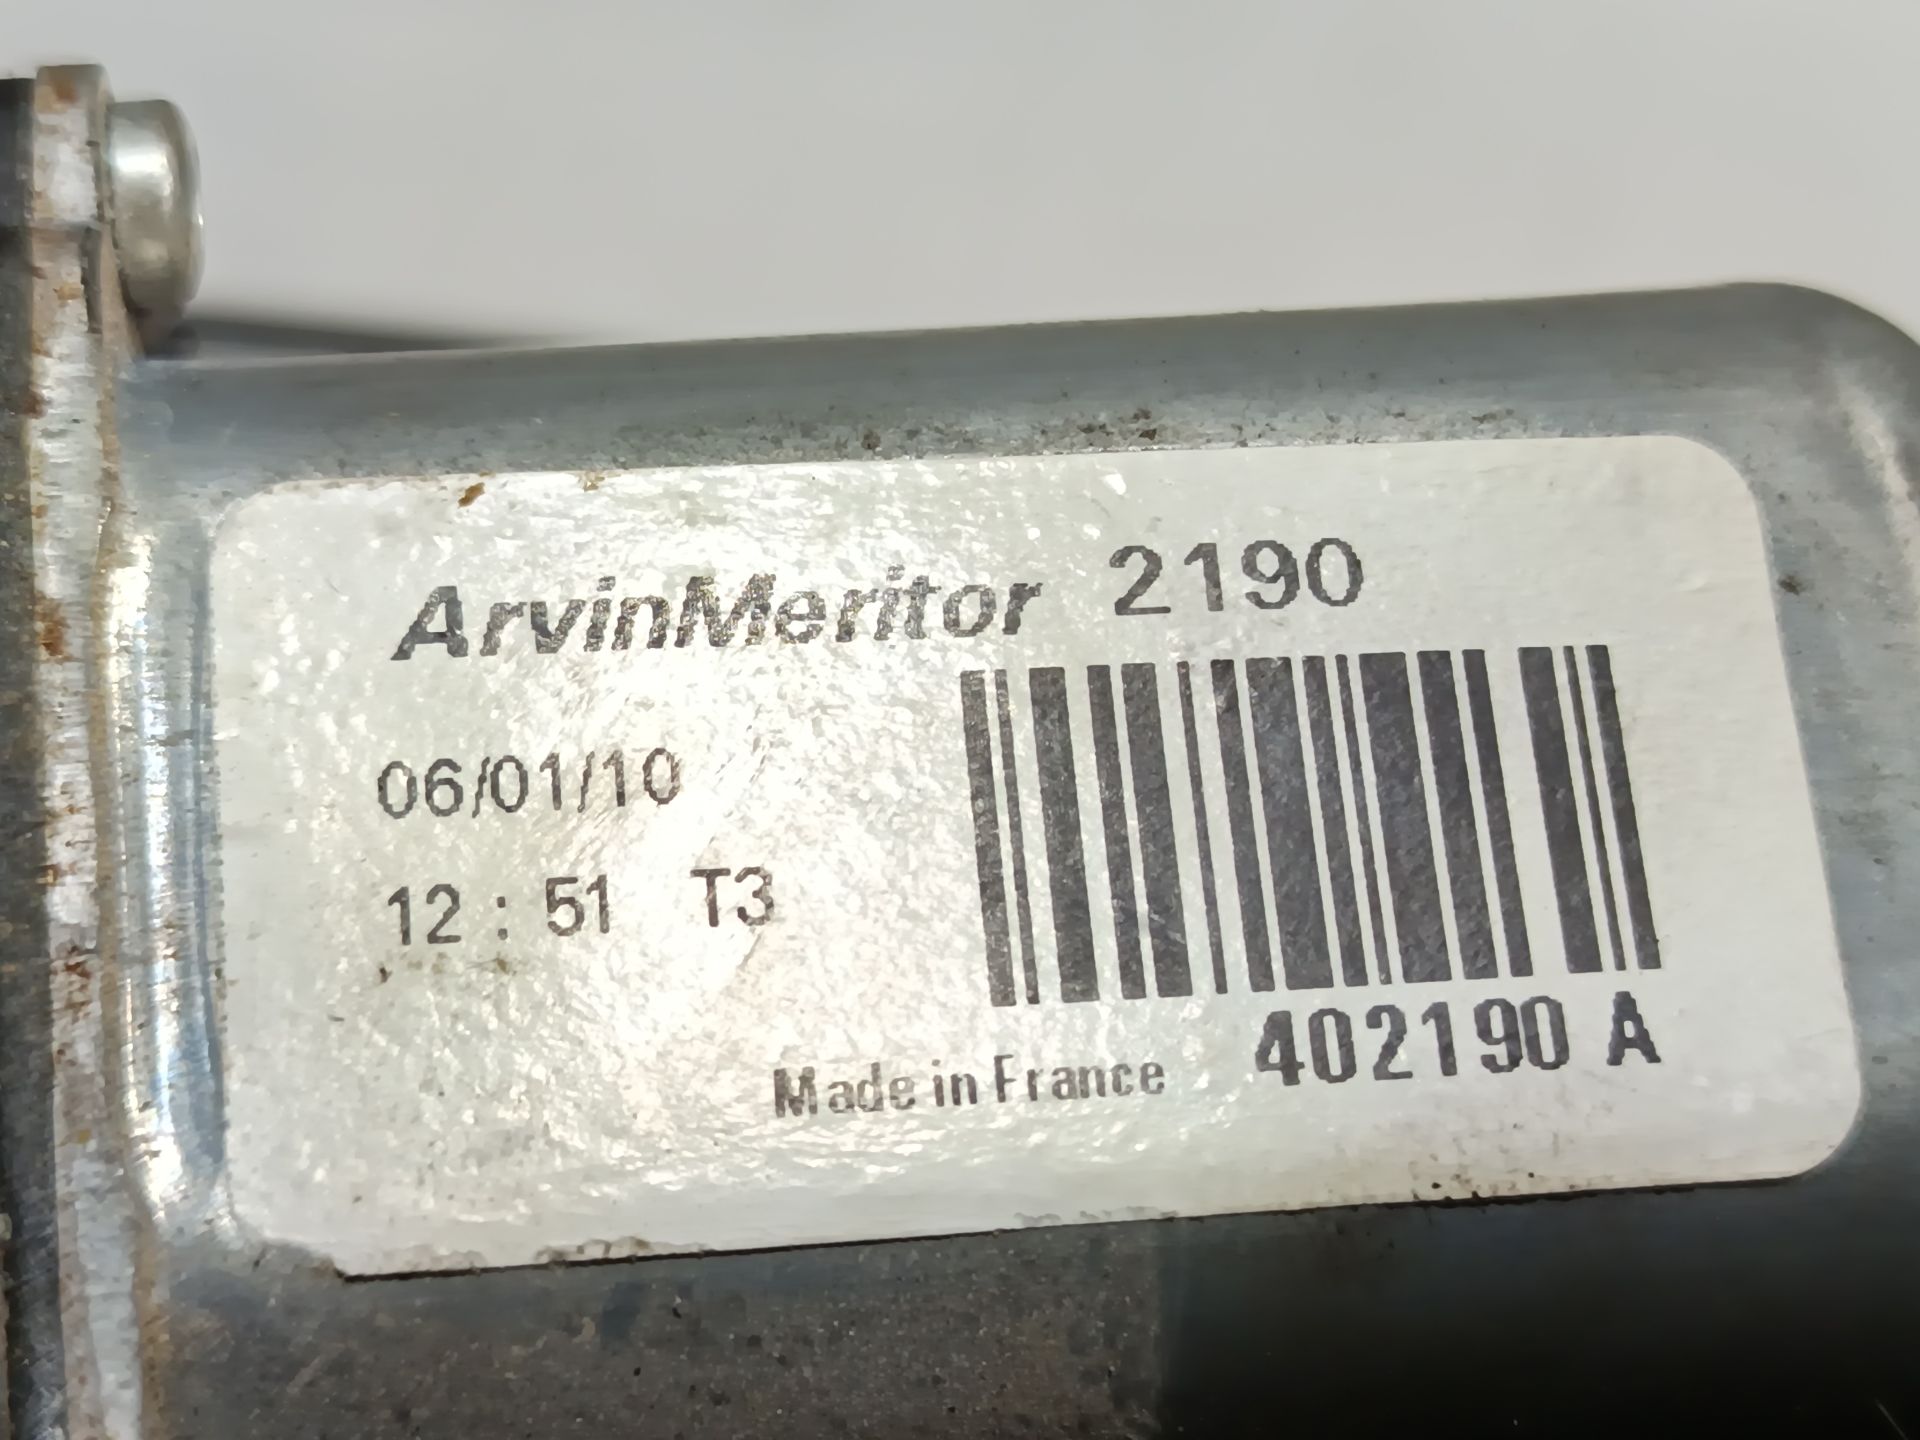 ArvinMeritor 2190
06/01/10
12 : 51 T3
402190 A
Made in France